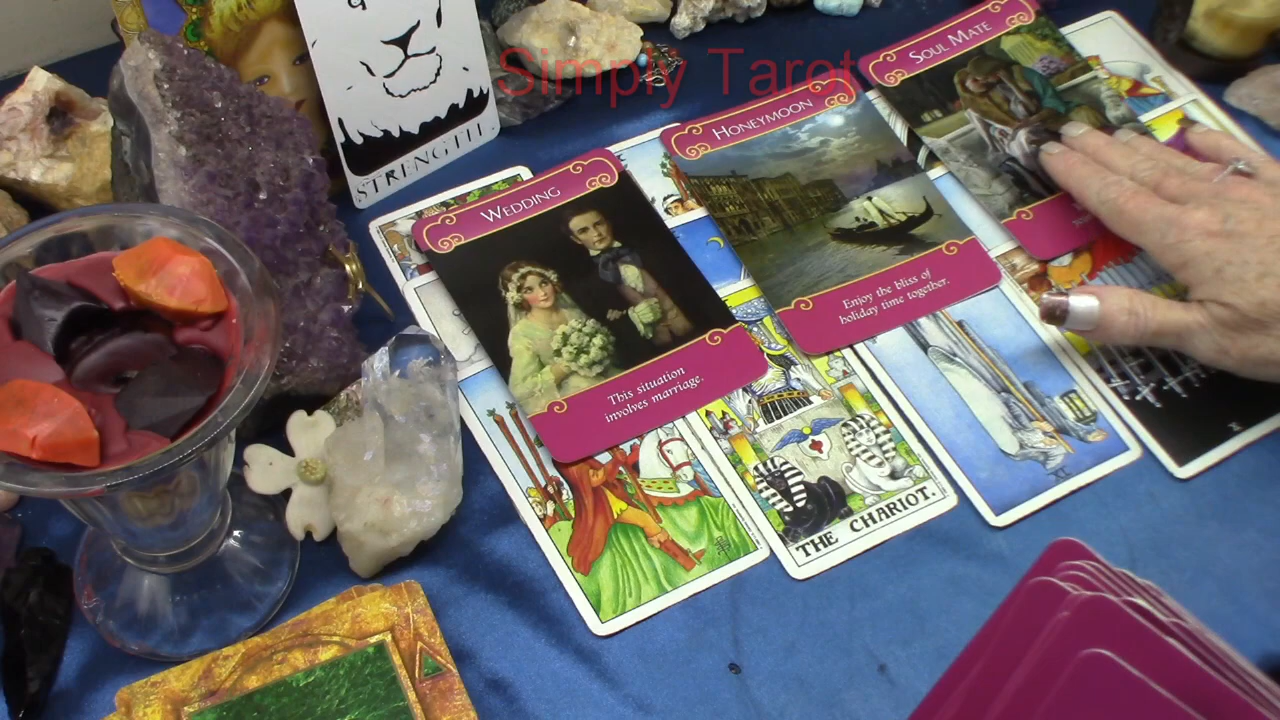 Simply Tarot
STRENGTH
WEDDING
This situation
involves marriage.
HONEYMOON
Enjoy the bliss of
holiday time together.
SOUL MATE
THE CHARIOT.